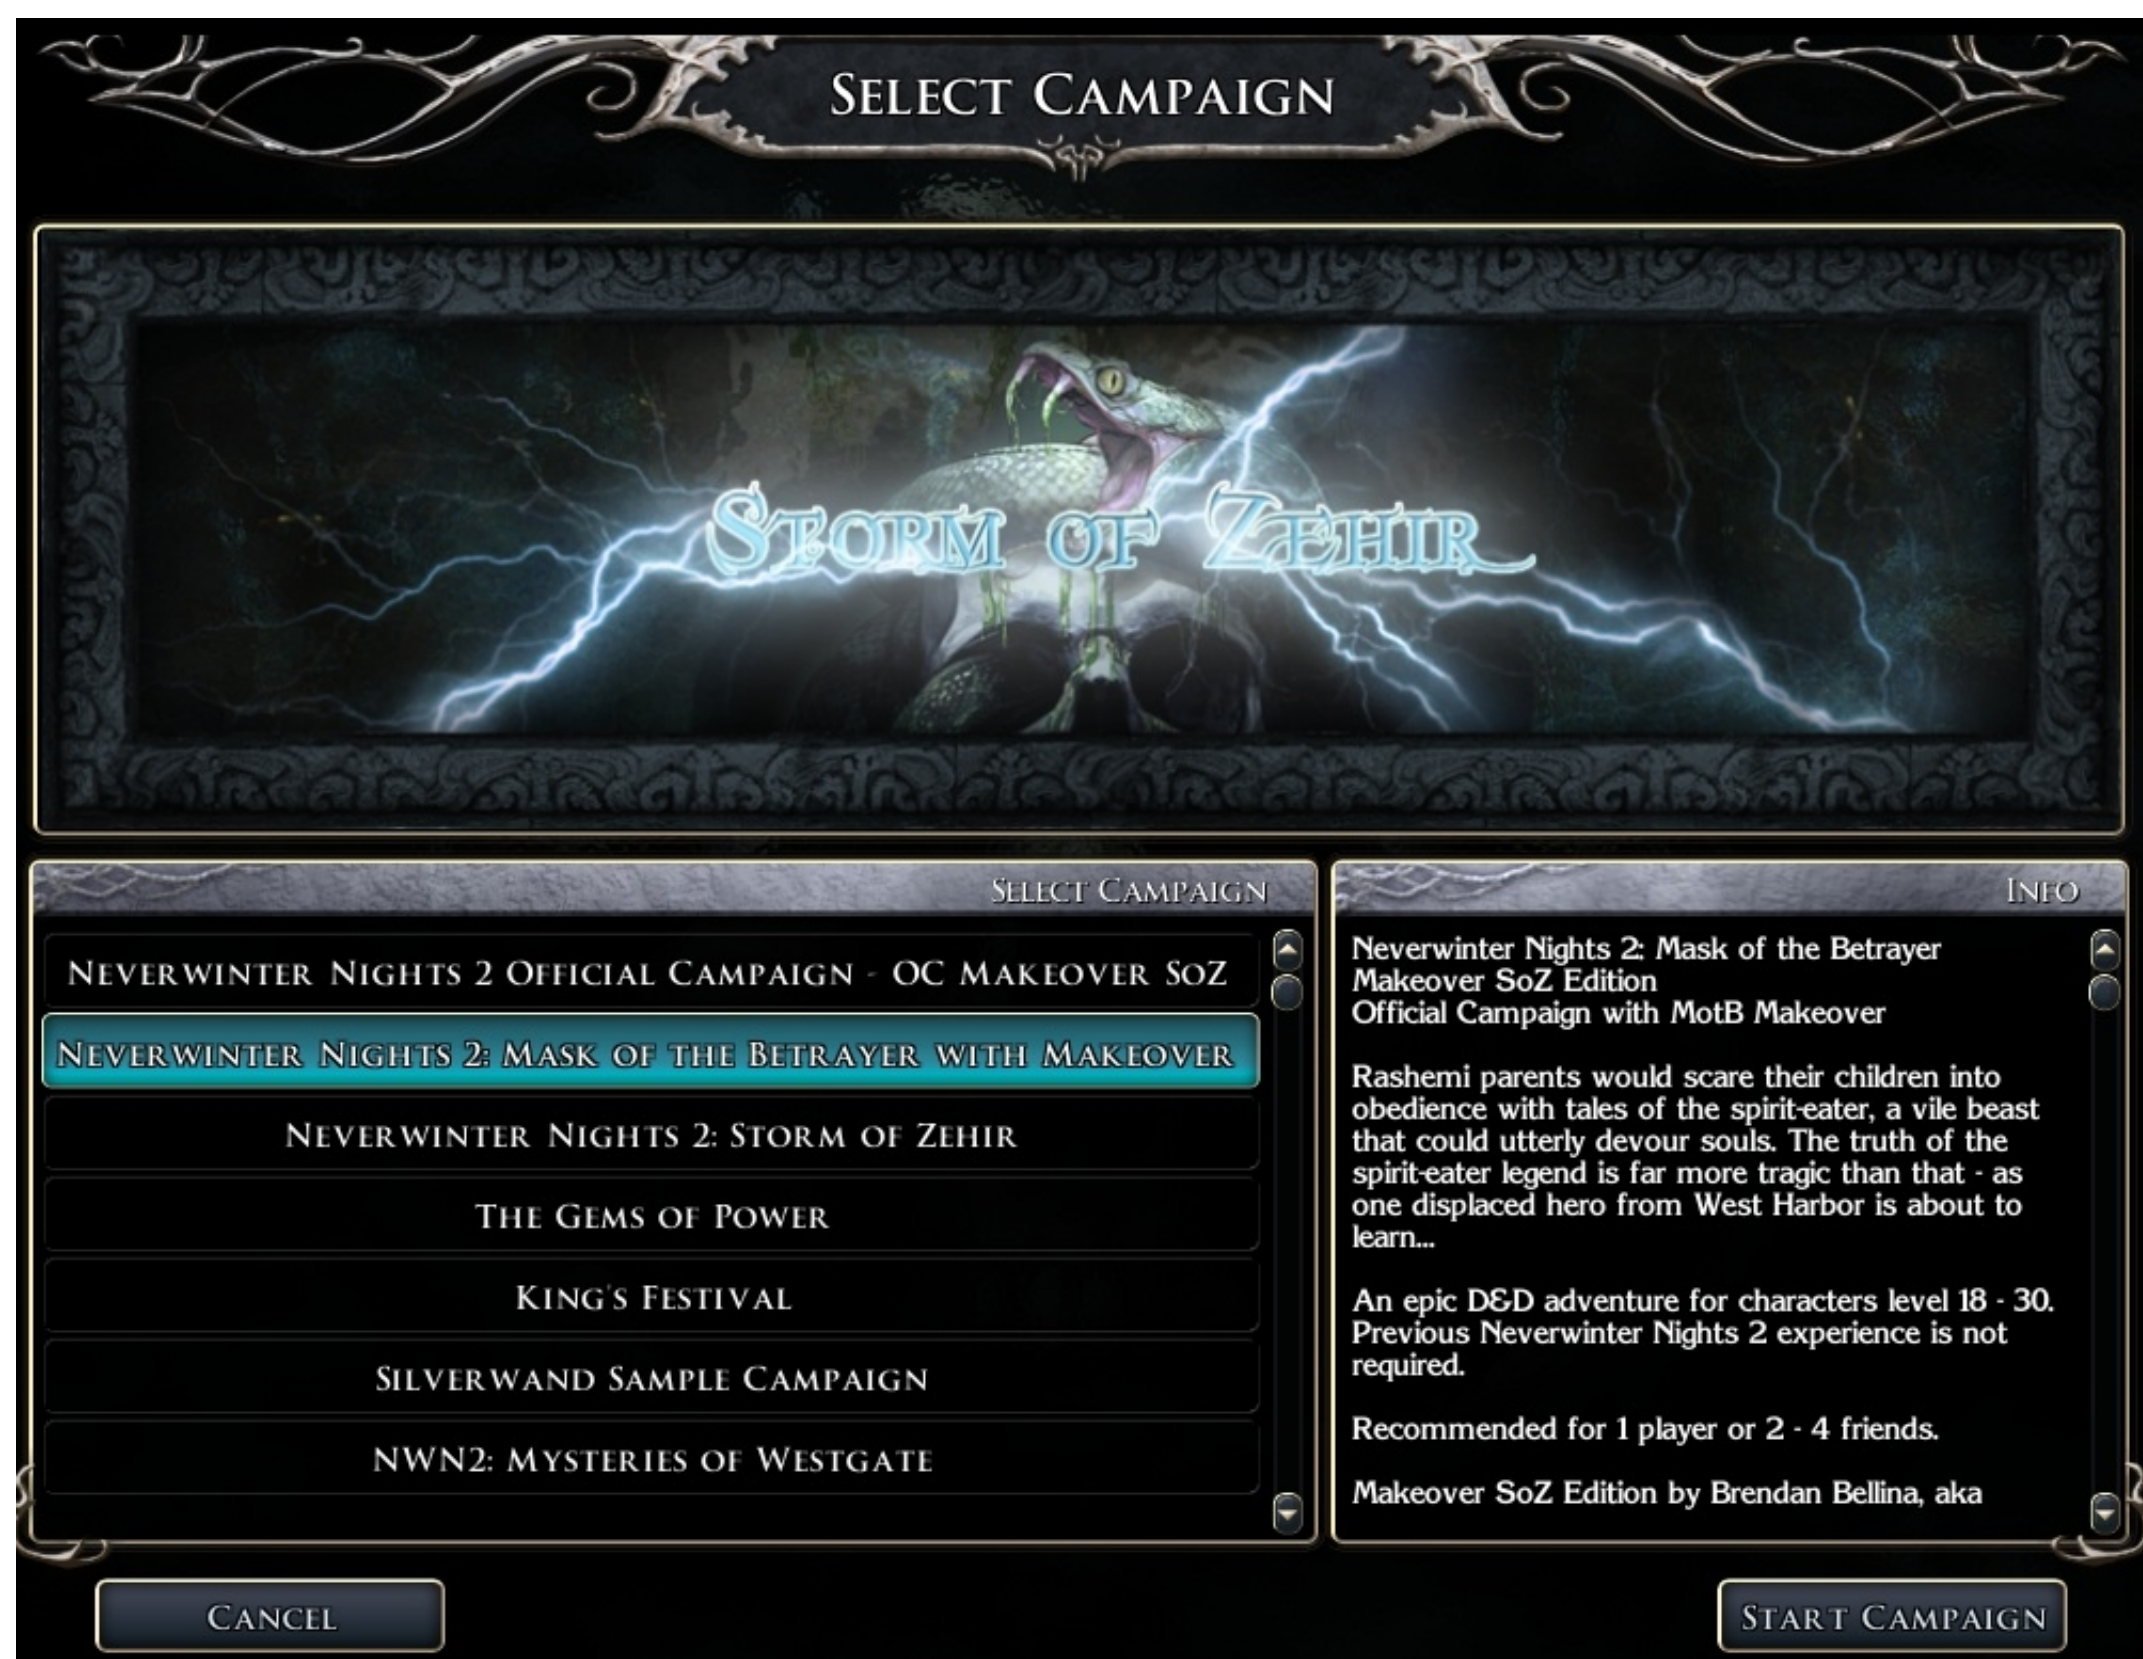 Select Campaign
Storm of Zehir
Select Campaign
Neverwinter Nights 2 Official Campaign - OC Makeover SoZ
Neverwinter Nights 2: Mask of the Betrayer with Makeover
Neverwinter Nights 2: Storm of Zehir
The Gems of Power
King's Festival
Silverwand Sample Campaign
NWN2: Mysteries of Westgate
Info
Neverwinter Nights 2: Mask of the Betrayer
Makeover SoZ Edition
Official Campaign with MotB Makeover
Rashemi parents would scare their children into
obedience with tales of the spirit-eater, a vile beast
that could utterly devour souls. The truth of the
spirit-eater legend is far more tragic than that - as
one displaced hero from West Harbor is about to
learn...
An epic D&D adventure for characters level 18 - 30.
Previous Neverwinter Nights 2 experience is not
required.
Recommended for 1 player or 2 - 4 friends.
Makeover SoZ Edition by Brendan Bellina, aka
Cancel
Start Campaign